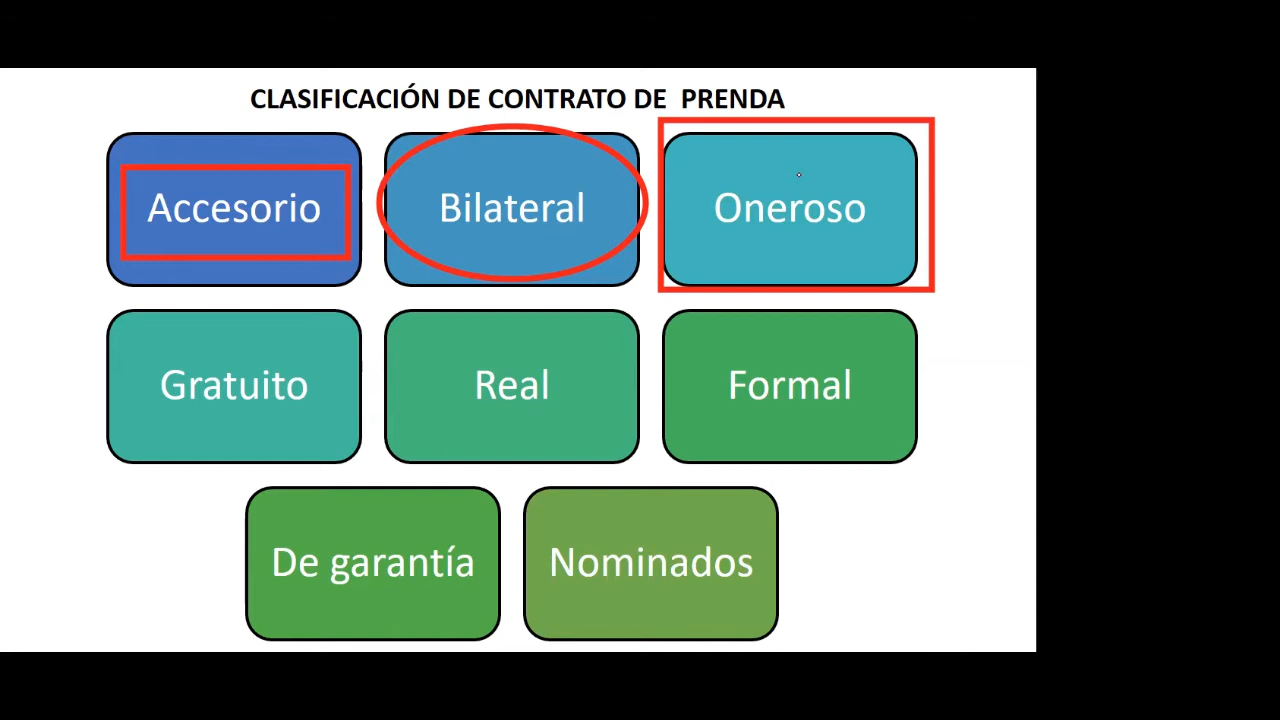 CLASIFICACIÓN DE CONTRATO DE PRENDA
Accesorio
Bilateral
Oneroso
Gratuito
Real
Formal
De garantía
Nominados